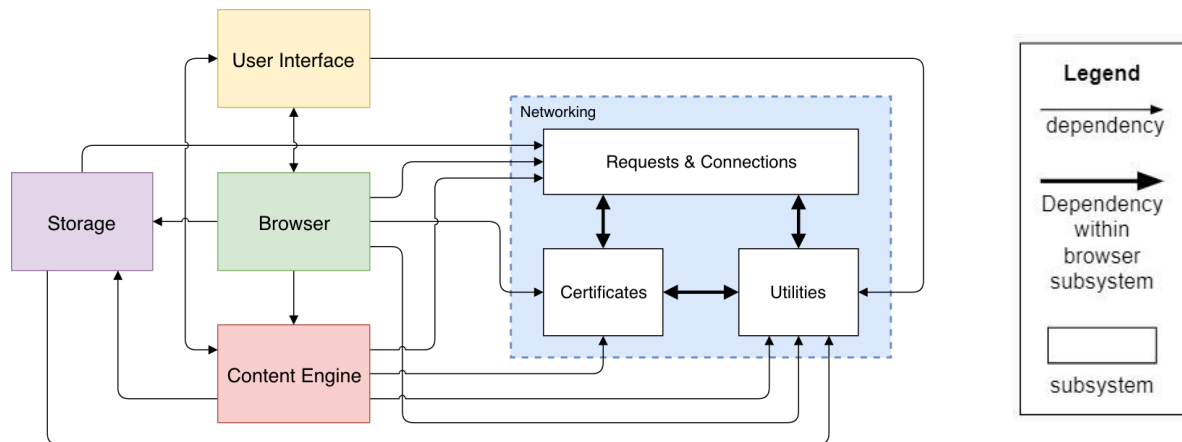 User Interface
Networking
Requests & Connections
Storage
Browser
Certificates
Utilities
Content Engine
Legend
dependency
Dependency
within
browser
subsystem
subsystem